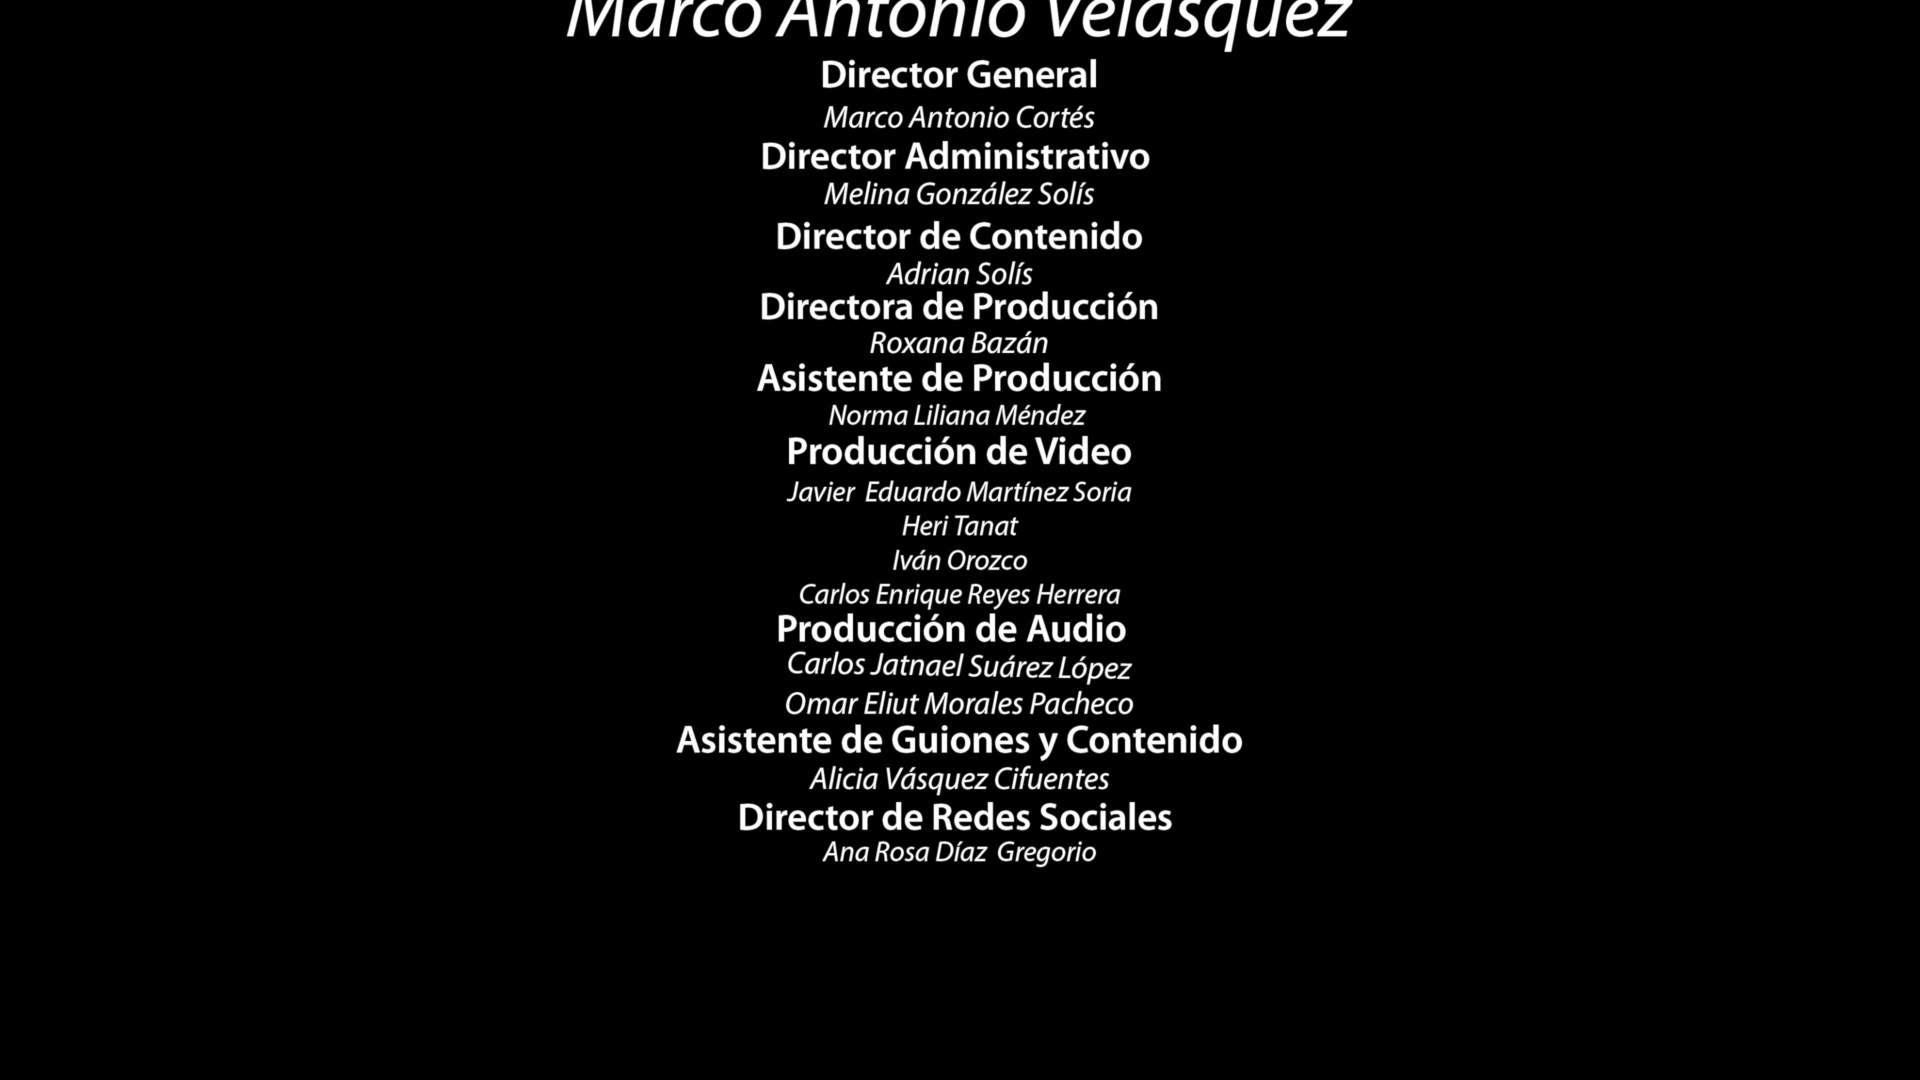 Marco Antonio Velásquez
Director General
Marco Antonio Cortés
Director Administrativo
Melina González Solís
Director de Contenido
Adrian Solís
Directora de Producción
Roxana Bazán
Asistente de Producción
Norma Liliana Méndez
Producción de Video
Javier Eduardo Martínez Soria
Heri Tanat
Iván Orozco
Carlos Enrique Reyes Herrera
Producción de Audio
Carlos Jatnael Suárez López
Omar Eliut Morales Pacheco
Asistente de Guiones y Contenido
Alicia Vásquez Cifuentes
Director de Redes Sociales
Ana Rosa Díaz Gregorio